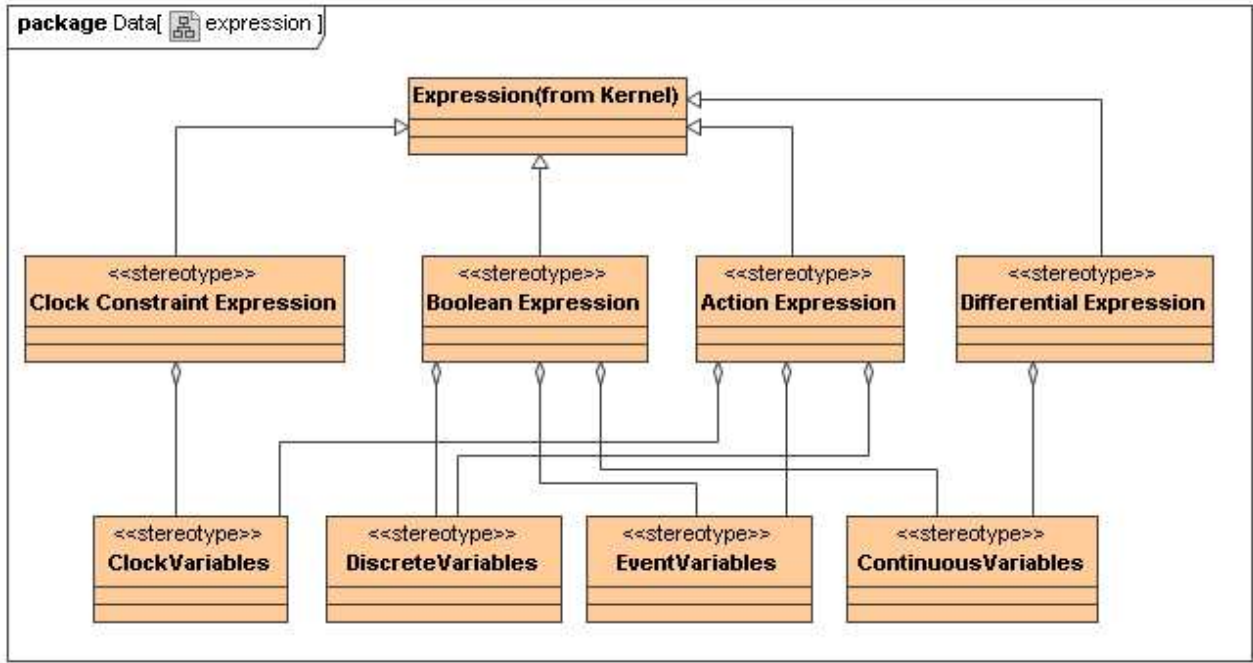 package Data[ expression ]
Expression(from Kernel)
<<stereotype>>
Clock Constraint Expression
<<stereotype>>
Boolean Expression
<<stereotype>>
Action Expression
<<stereotype>>
Differential Expression
<<stereotype>>
ClockVariables
<<stereotype>>
DiscreteVariables
<<stereotype>>
EventVariables
<<stereotype>>
ContinuousVariables